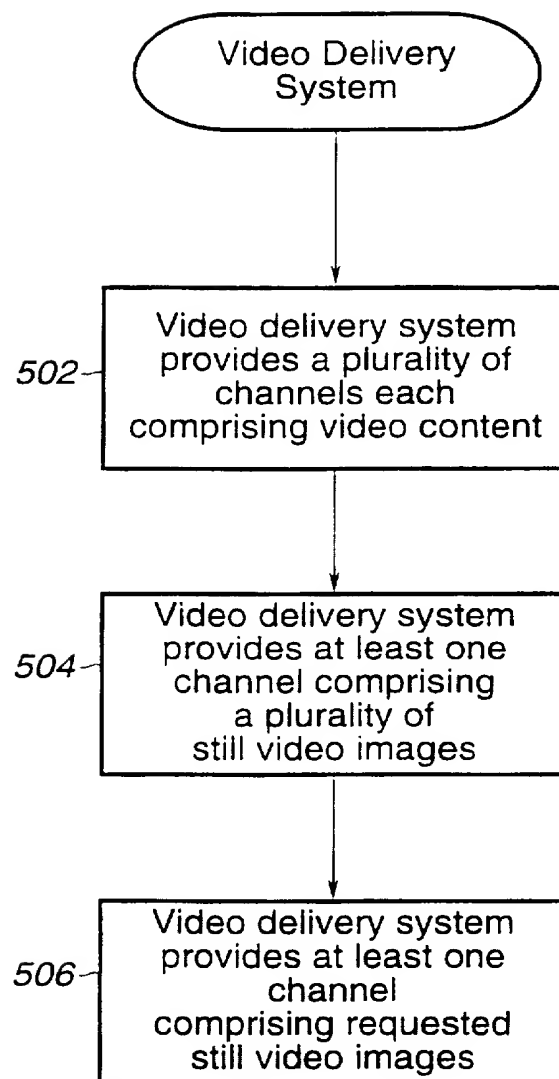 Video Delivery
System
502
Video delivery system
provides a plurality of
channels each
comprising video content
504
Video delivery system
provides at least one
channel comprising
a plurality of
still video images
506
Video delivery system
provides at least one
channel
comprising requested
still video images